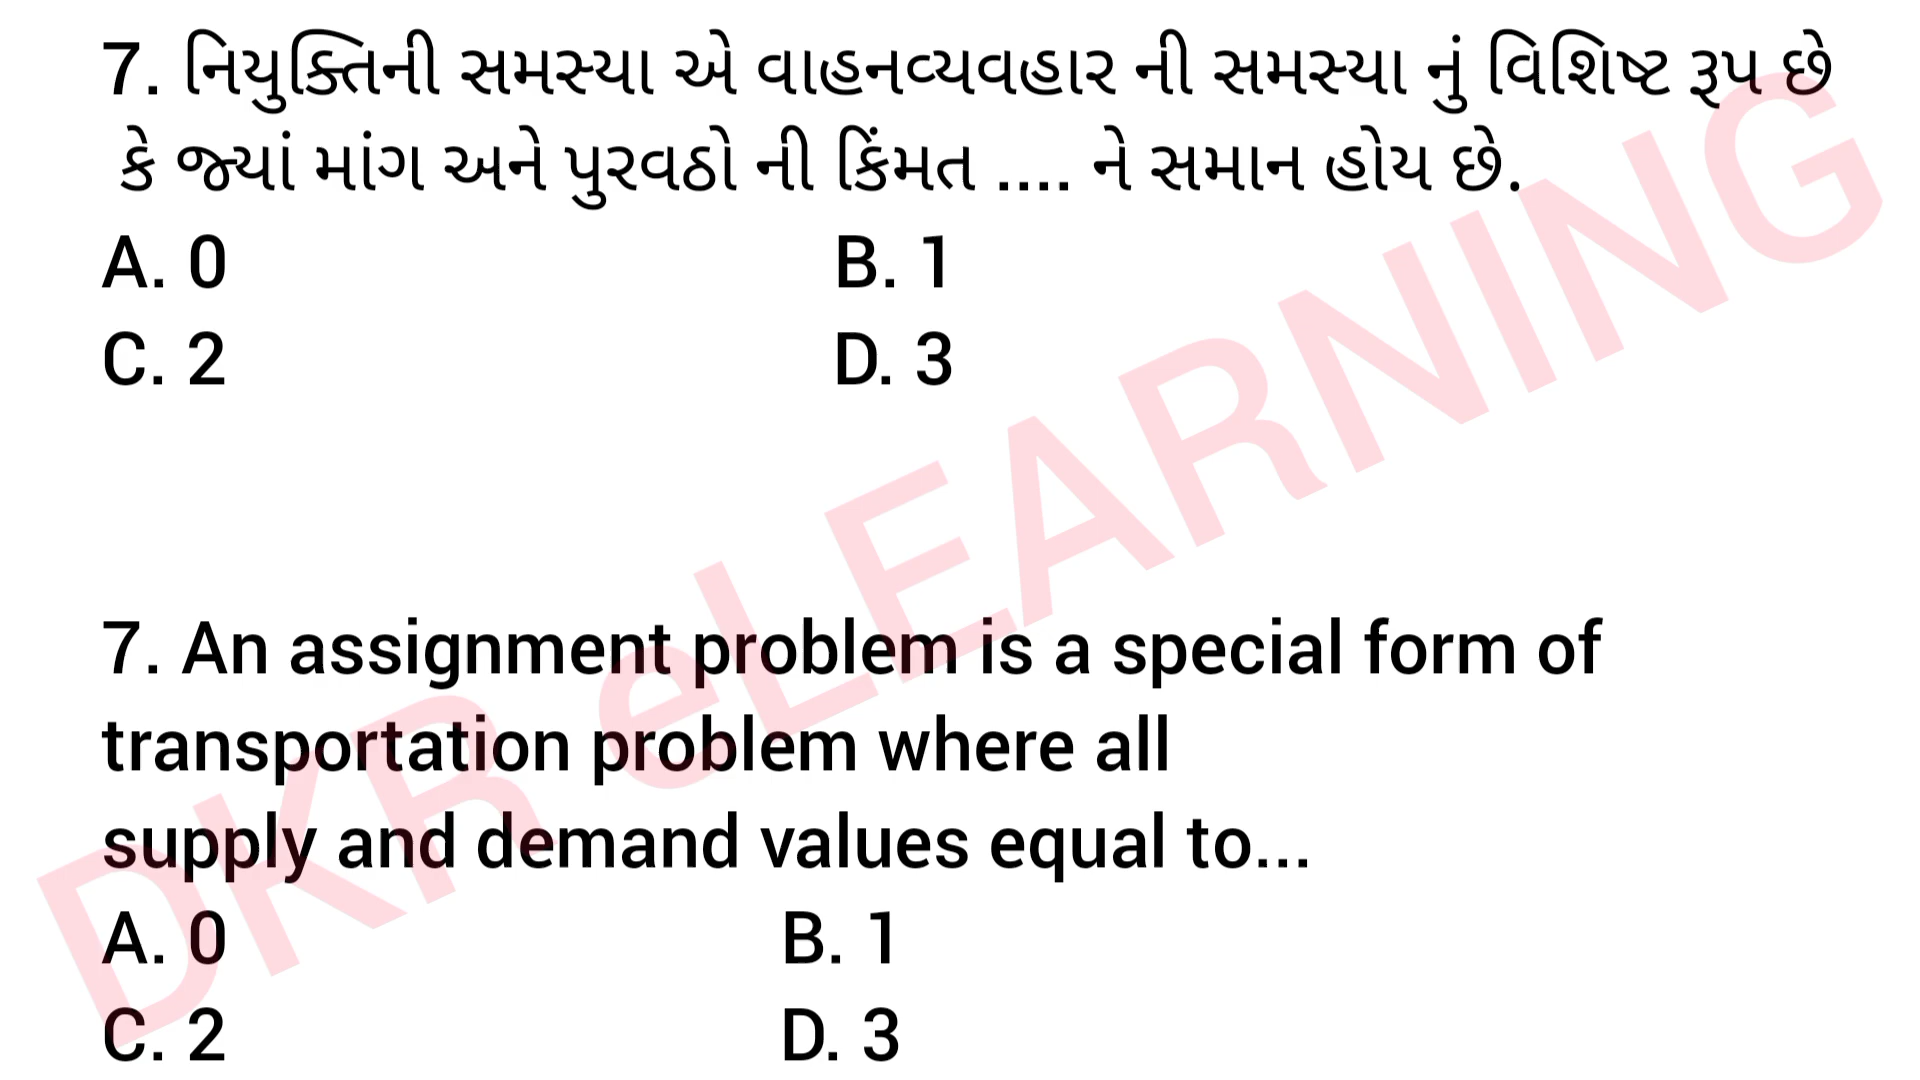 7. નિયુક્તિની સમસ્યા એ વાહનવ્યવહાર ની સમસ્યા નું વિશિષ્ટ રૂપ છે
કે જ્યાં માંગ અને પુરવઠો ની કિંમત .... ને સમાન હોય છે.
A. 0 B. 1
C. 2 D. 3
7. An assignment problem is a special form of
transportation problem where all
supply and demand values equal to...
A. 0 B. 1
C. 2 D. 3
DKR eLEARNING